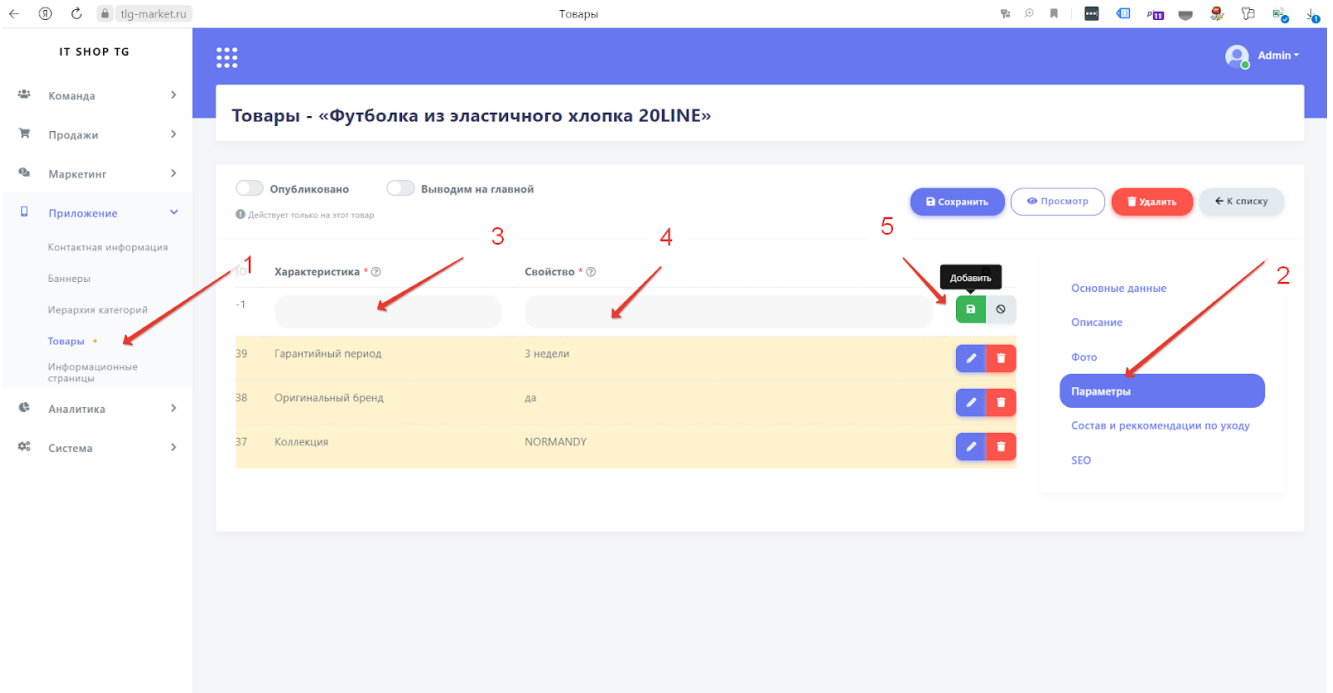 tlg-market.ru
Товары
11
IT SHOP TG
Admin
Команда
Продажи
Маркетинг
Приложение
Контактная информация
Баннеры
Иерархия категорий
Товары
Информационные
страницы
Аналитика
Система
1
Товары - «Футболка из эластичного хлопка 20LINE»
Опубликовано
Выводим на главной
Действует только на этот товар
Сохранить
Просмотр
Удалить
К списку
3
4
5
2
ID
Характеристика * 
Свойство *
Добавить
-1
39 Гарантийный период 3 недели
38 Оригинальный бренд да
37 Коллекция NORMANDY
Основные данные
Описание
Фото
Параметры
Состав и реккомендации по уходу
SEO